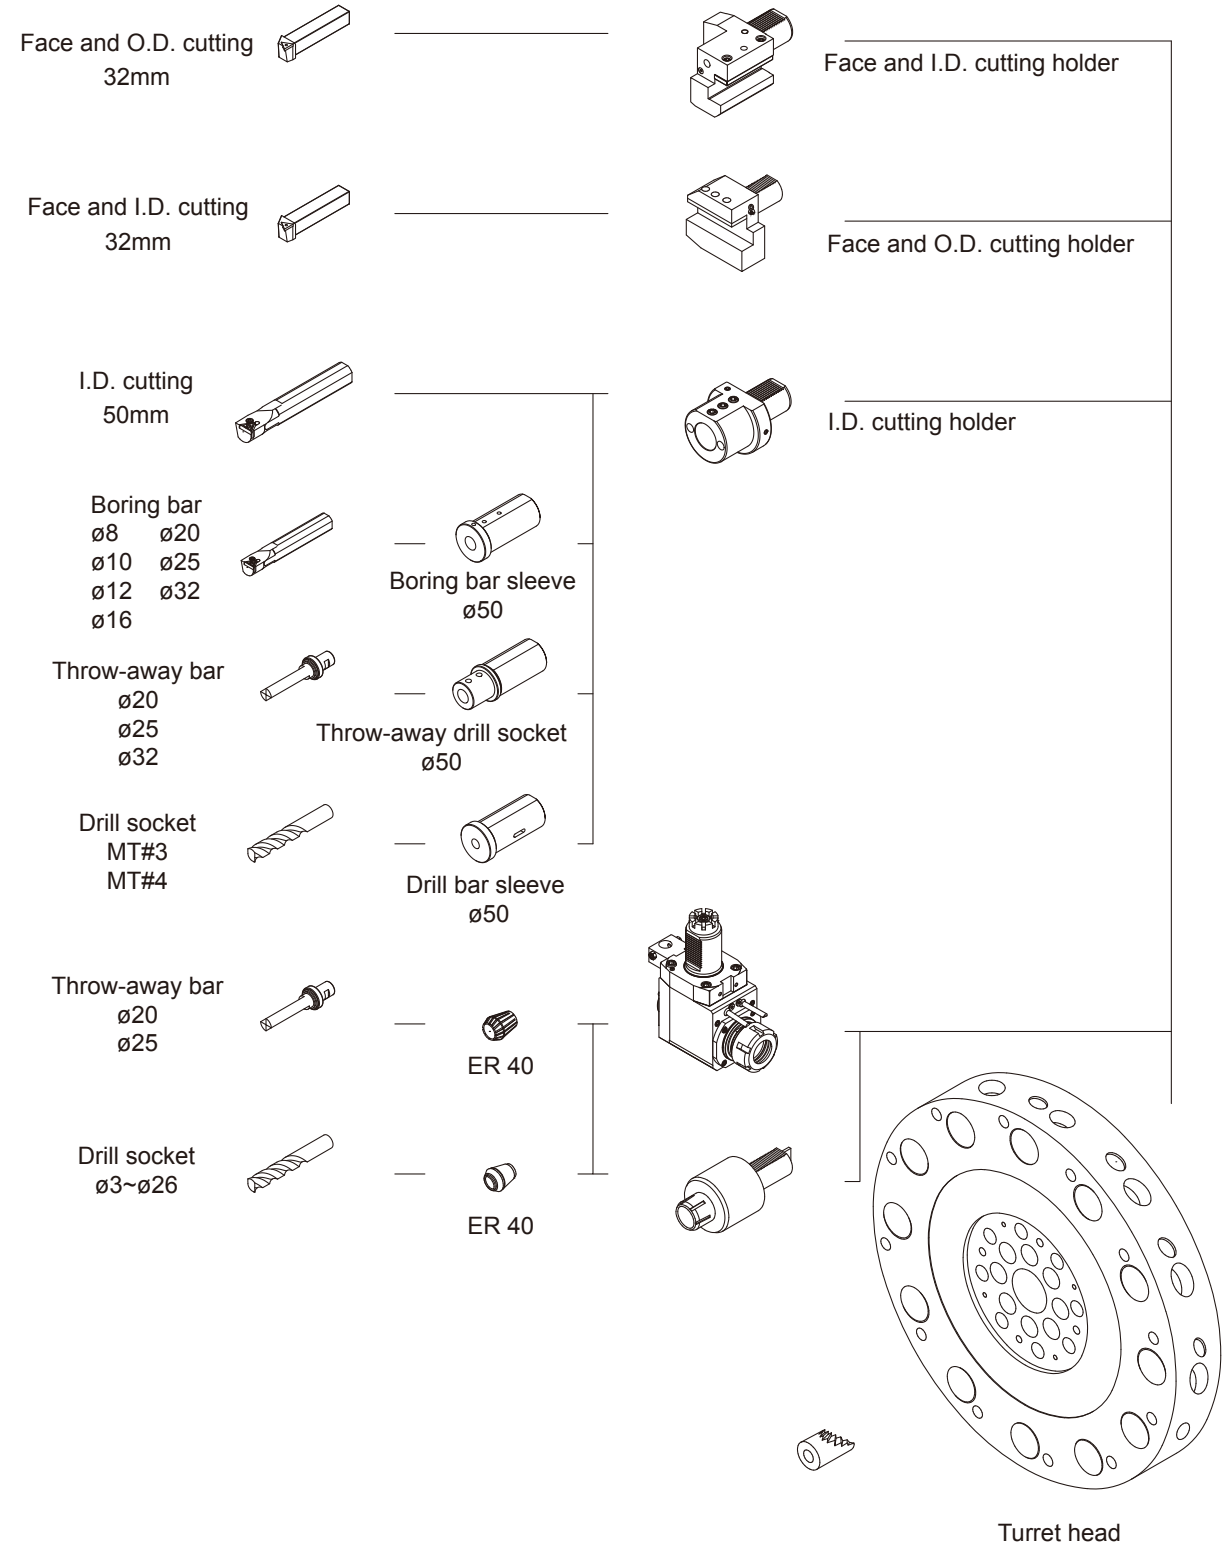 Face and O.D. cutting
32mm
Face and I.D. cutting holder
Face and I.D. cutting
32mm
Face and O.D. cutting holder
I.D. cutting
50mm
I.D. cutting holder
Boring bar
ø8 ø20
ø10 ø25
ø12 ø32
ø16
Boring bar sleeve
ø50
Throw-away bar
ø20
ø25
ø32
Throw-away drill socket
ø50
Drill socket
MT#3
MT#4
Drill bar sleeve
ø50
Throw-away bar
ø20
ø25
ER 40
Drill socket
ø3~ø26
ER 40
Turret head